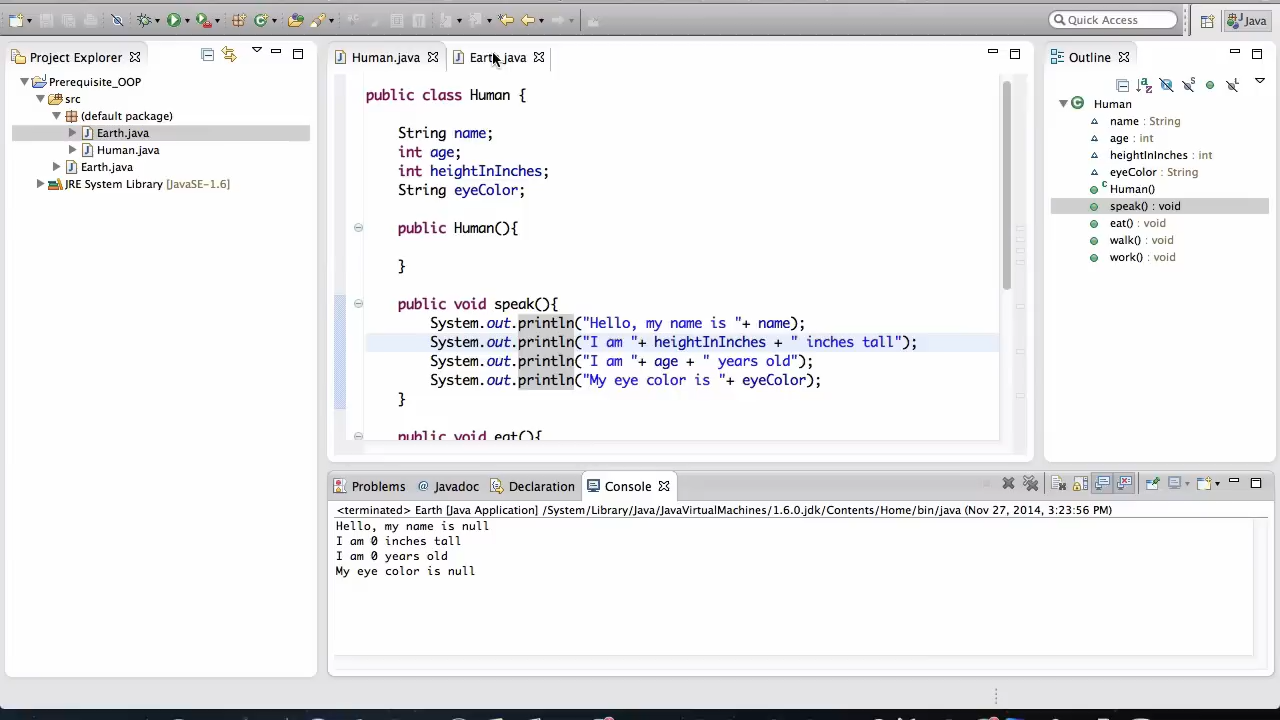 Quick Access
Java
Project Explorer
Prerequisite_OOP
src
(default package)
Earth.java
Human.java
Earth.java
JRE System Library [JavaSE-1.6]
Human.java
Earth.java
public class Human {
String name;
int age;
int heightInInches;
String eyeColor;
public Human(){
}
public void speak(){
System.out.println("Hello, my name is "+ name);
System.out.println("I am "+ heightInInches + " inches tall");
System.out.println("I am "+ age + " years old");
System.out.println("My eye color is "+ eyeColor);
}
public void eat(){
Outline
Human
name : String
age : int
heightInInches : int
eyeColor : String
Human()
speak() : void
eat() : void
walk() : void
work() : void
Problems
@ Javadoc
Declaration
Console
<terminated> Earth [Java Application] /System/Library/Java/JavaVirtualMachines/1.6.0.jdk/Contents/Home/bin/java (Nov 27, 2014, 3:23:56 PM)
Hello, my name is null
I am 0 inches tall
I am 0 years old
My eye color is null